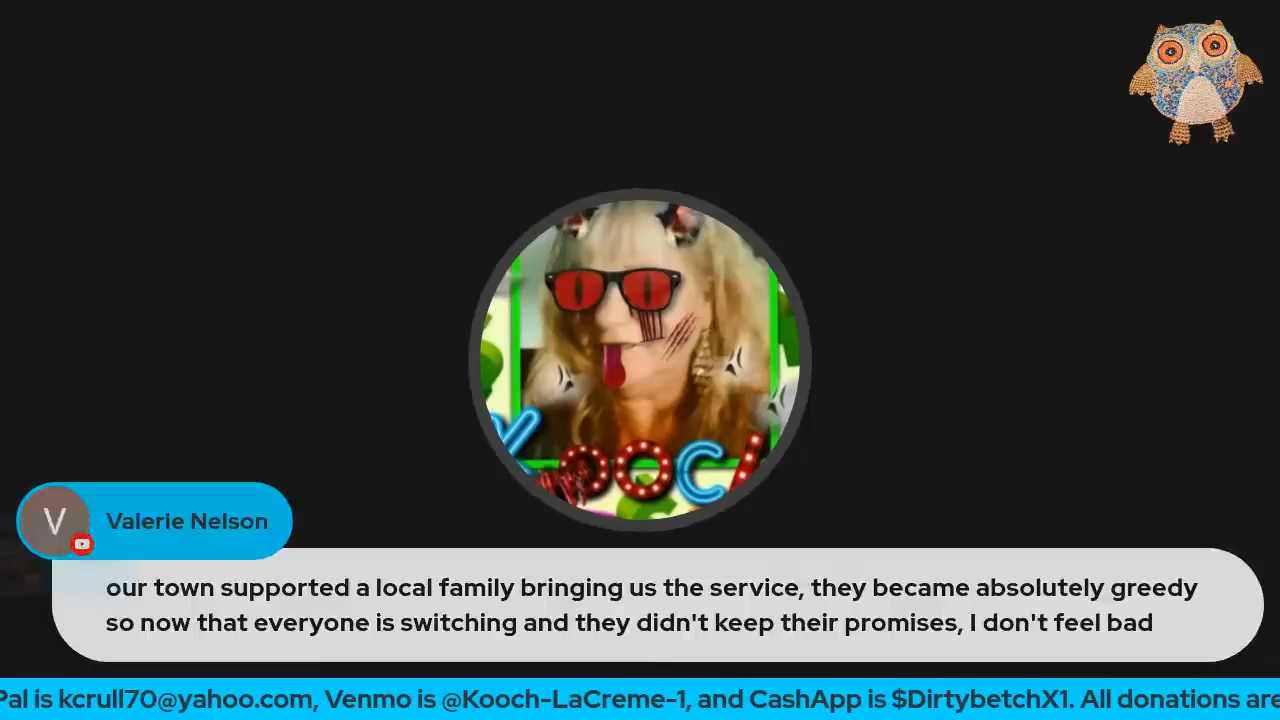 KOOCH
V
Valerie Nelson
our town supported a local family bringing us the service, they became absolutely greedy
so now that everyone is switching and they didn't keep their promises, I don't feel bad
Pal is kcrull70@yahoo.com, Venmo is @Kooch-LaCreme-1, and CashApp is $DirtybetchX1. All donations are